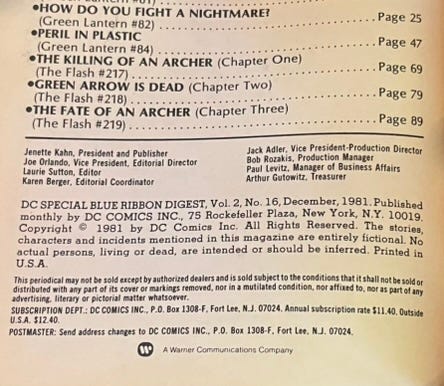 (Green Lantern #81)
•HOW DO YOU FIGHT A NIGHTMARE?
(Green Lantern #82) ..... Page 25
•PERIL IN PLASTIC
(Green Lantern #84) ..... Page 47
•THE KILLING OF AN ARCHER (Chapter One)
(The Flash #217) ..... Page 69
•GREEN ARROW IS DEAD (Chapter Two)
(The Flash #218) ..... Page 79
•THE FATE OF AN ARCHER (Chapter Three)
(The Flash #219) ..... Page 89
Jenette Kahn, President and Publisher
Joe Orlando, Vice President, Editorial Director
Laurie Sutton, Editor
Karen Berger, Editorial Coordinator
Jack Adler, Vice President-Production Director
Bob Rozakis, Production Manager
Paul Levitz, Manager of Business Affairs
Arthur Gutowitz, Treasurer
DC SPECIAL BLUE RIBBON DIGEST, Vol. 2, No. 16, December, 1981. Published
monthly by DC COMICS INC., 75 Rockefeller Plaza, New York, N.Y. 10019.
Copyright © 1981 by DC COMICS INC. All Rights Reserved. The stories,
characters and incidents mentioned in this magazine are entirely fictional. No
actual persons, living or dead, are intended or should be inferred. Printed in
U.S.A.
This periodical may not be sold except by authorized dealers and is sold subject to the conditions that it shall not be sold or
distributed with any part of its cover or markings removed, nor in a mutilated condition, nor affixed to, nor as part of any
advertising, literary or pictorial matter whatsoever.
SUBSCRIPTION DEPT.: DC COMICS INC., P.O. Box 1308-F, Fort Lee, N.J. 07024. Annual subscription rate $11.40. Outside
U.S.A. $12.40.
POSTMASTER: Send address changes to DC COMICS INC., P.O. Box 1308-F, Fort Lee, N.J. 07024.
A Warner Communications Company